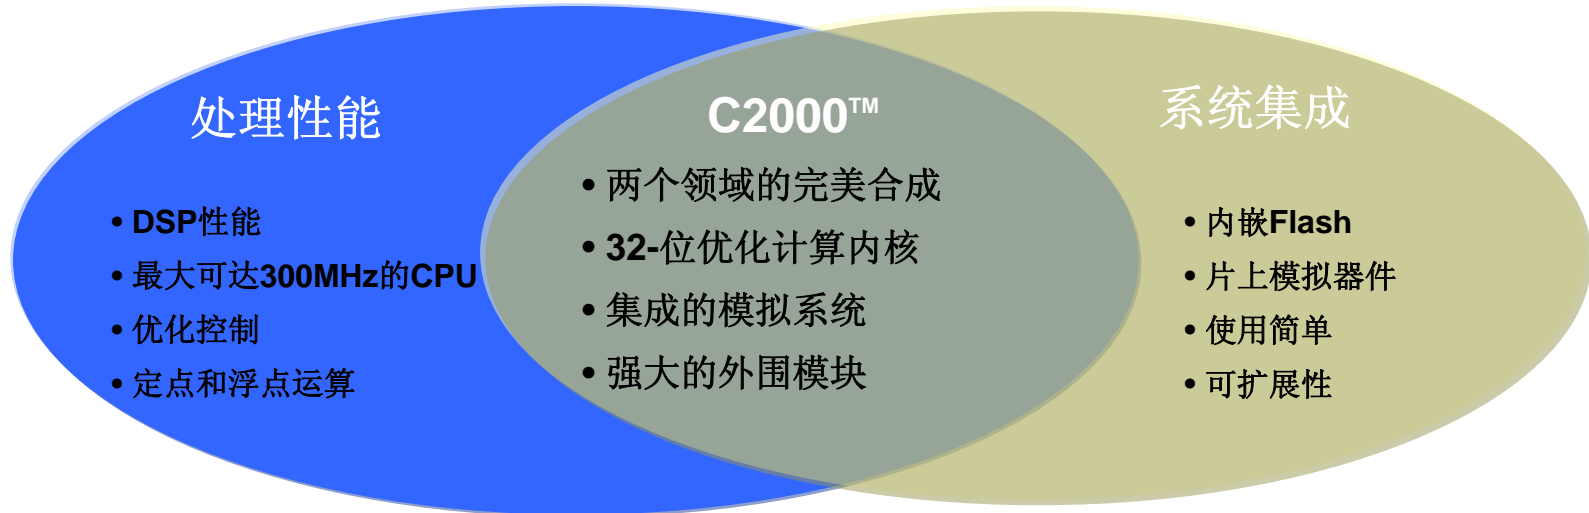 处理性能
• DSP性能
• 最大可达300MHz的CPU
• 优化控制
• 定点和浮点运算
C2000™
• 两个领域的完美合成
• 32-位优化计算内核
• 集成的模拟系统
• 强大的外围模块
系统集成
• 内嵌Flash
• 片上模拟器件
• 使用简单
• 可扩展性